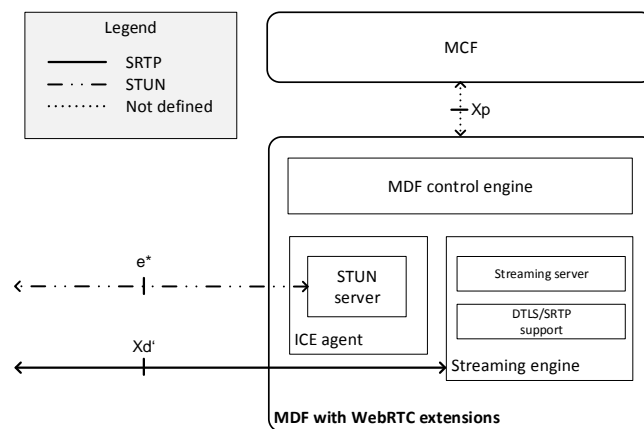 Legend
SRTP
STUN
Not defined
MCF
Xp
MDF control engine
e*
STUN
server
ICE agent
Streaming server
DTLS/SRTP
support
Xd‘
Streaming engine
MDF with WebRTC extensions